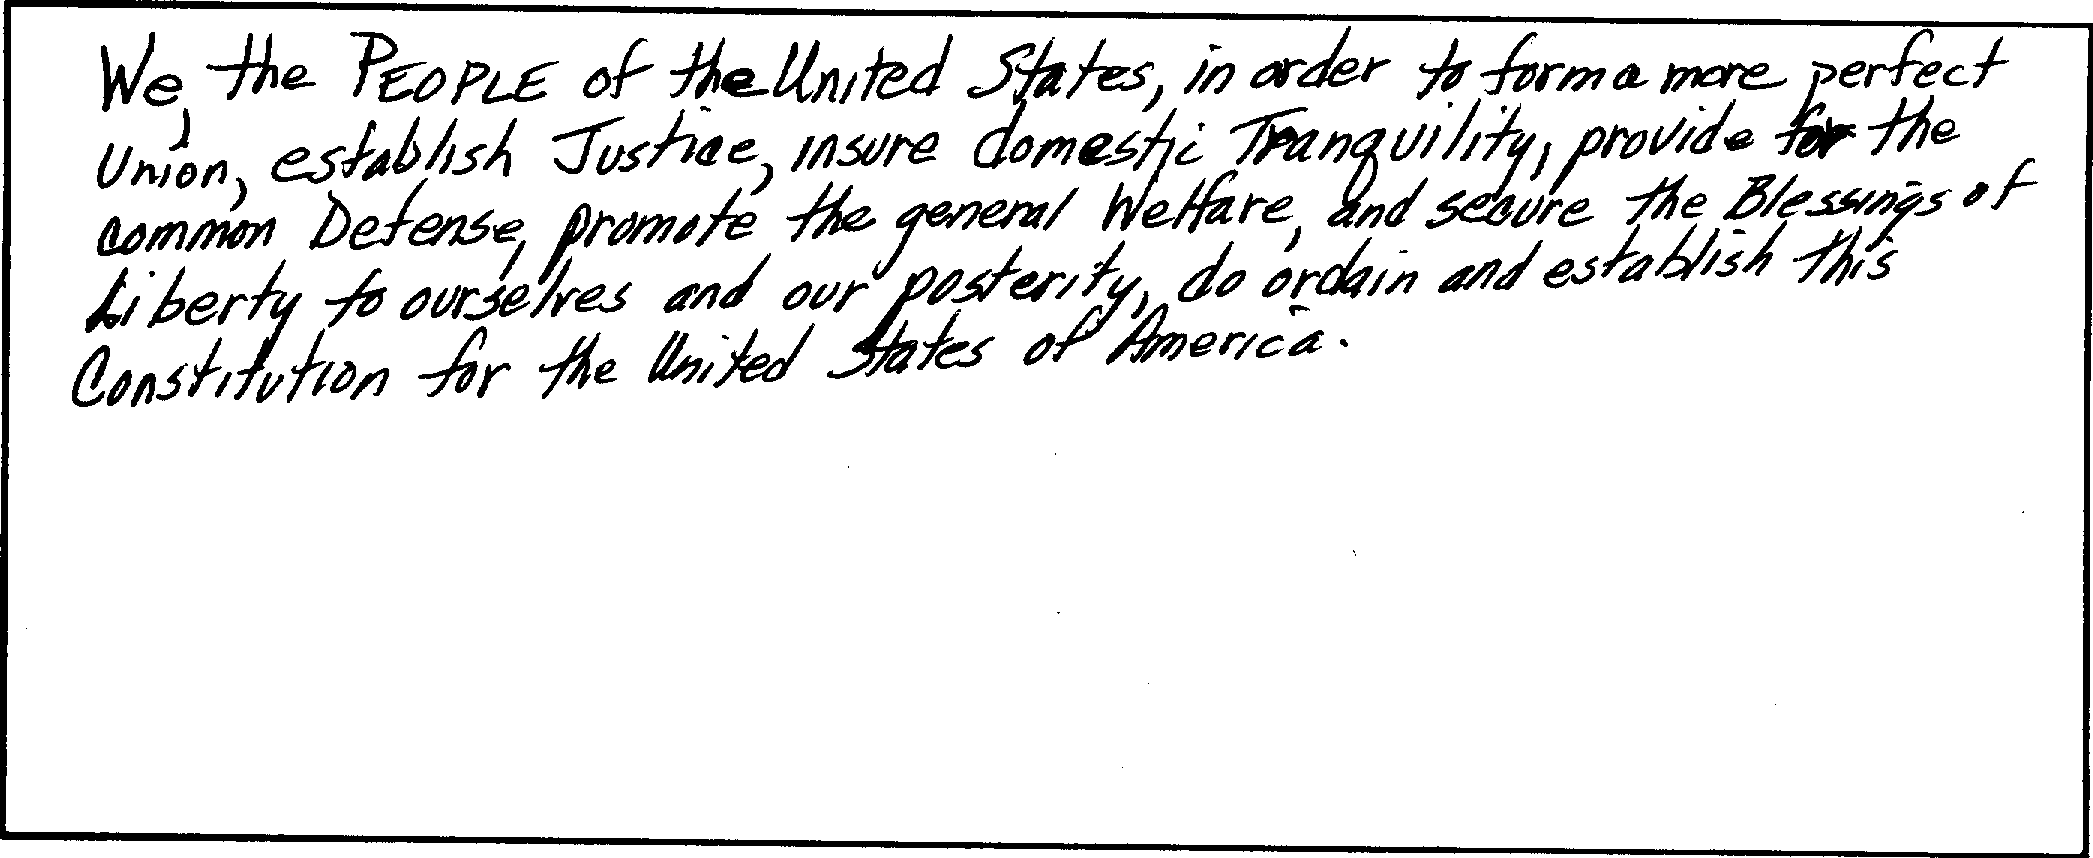 We, the PEOPLE of the United States, in order to form a more perfect
Union, establish Justice, insure domestic Tranquility, provide for the
common Defense, promote the general Welfare, and secure the Blessings of
Liberty to ourselves and our posterity, do ordain and establish this
Constitution for the United States of America.